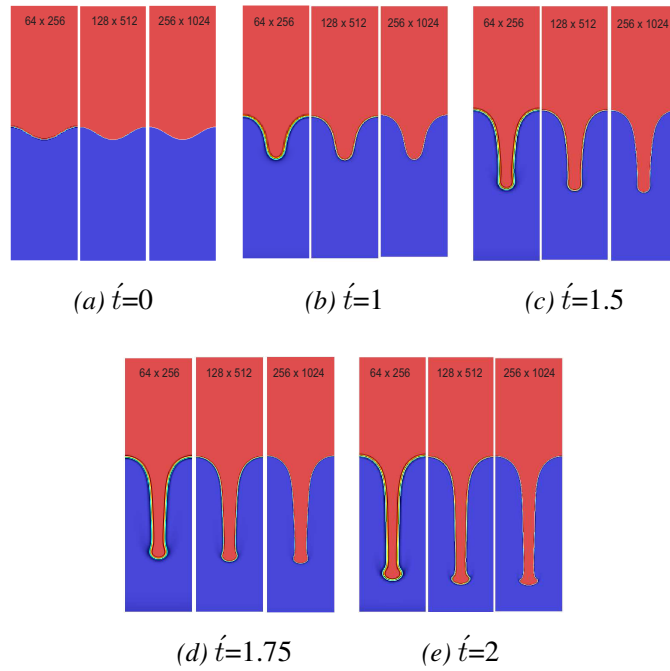 64 x 256 128 x 512 256 x 1024
64 x 256 128 x 512 256 x 1024
64 x 256 128 x 512 256 x 1024
(a) t́=0
(b) t́=1
(c) t́=1.5
64 x 256 128 x 512 256 x 1024
64 x 256 128 x 512 256 x 1024
(d) t́=1.75
(e) t́=2